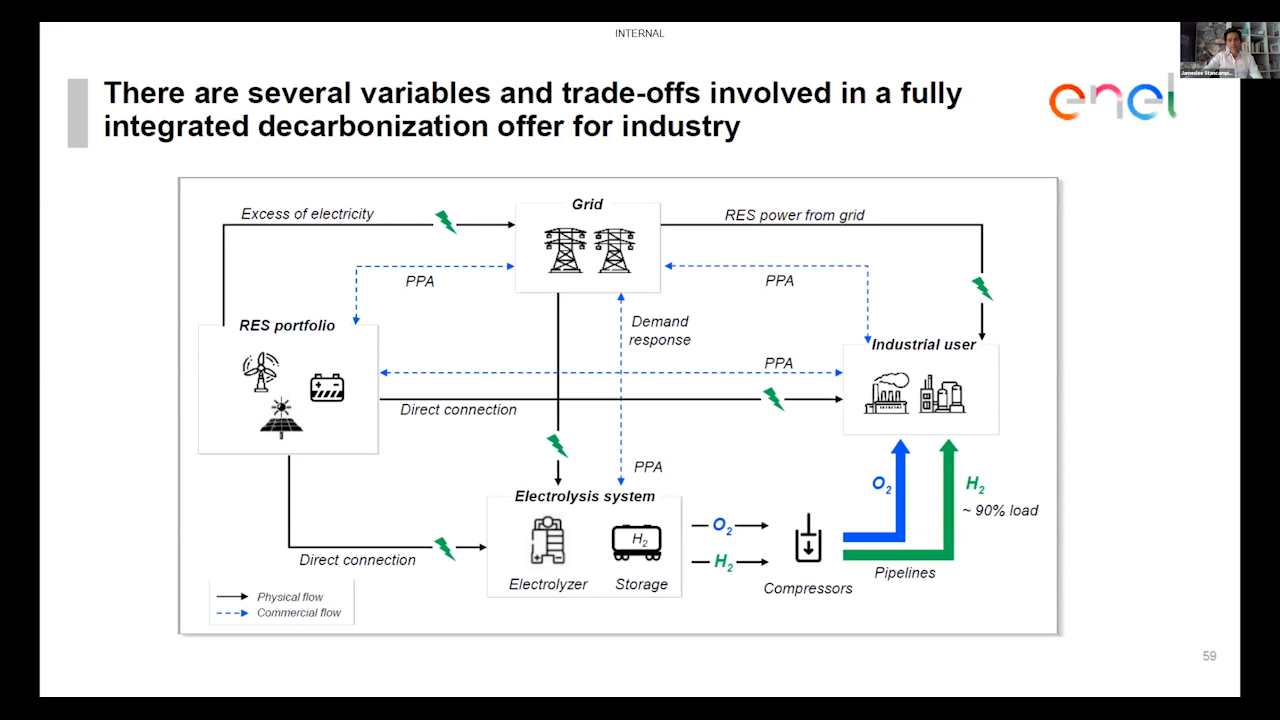 INTERNAL
There are several variables and trade-offs involved in a fully
integrated decarbonization offer for industry
enel
Excess of electricity
Grid
RES power from grid
PPA
PPA
RES portfolio
Demand
response
Industrial user
PPA
Direct connection
PPA
Electrolysis system
O2
H2
~ 90% load
O2
H2
H2
Direct connection
Electrolyzer
Storage
Compressors
Pipelines
Physical flow
Commercial flow
59